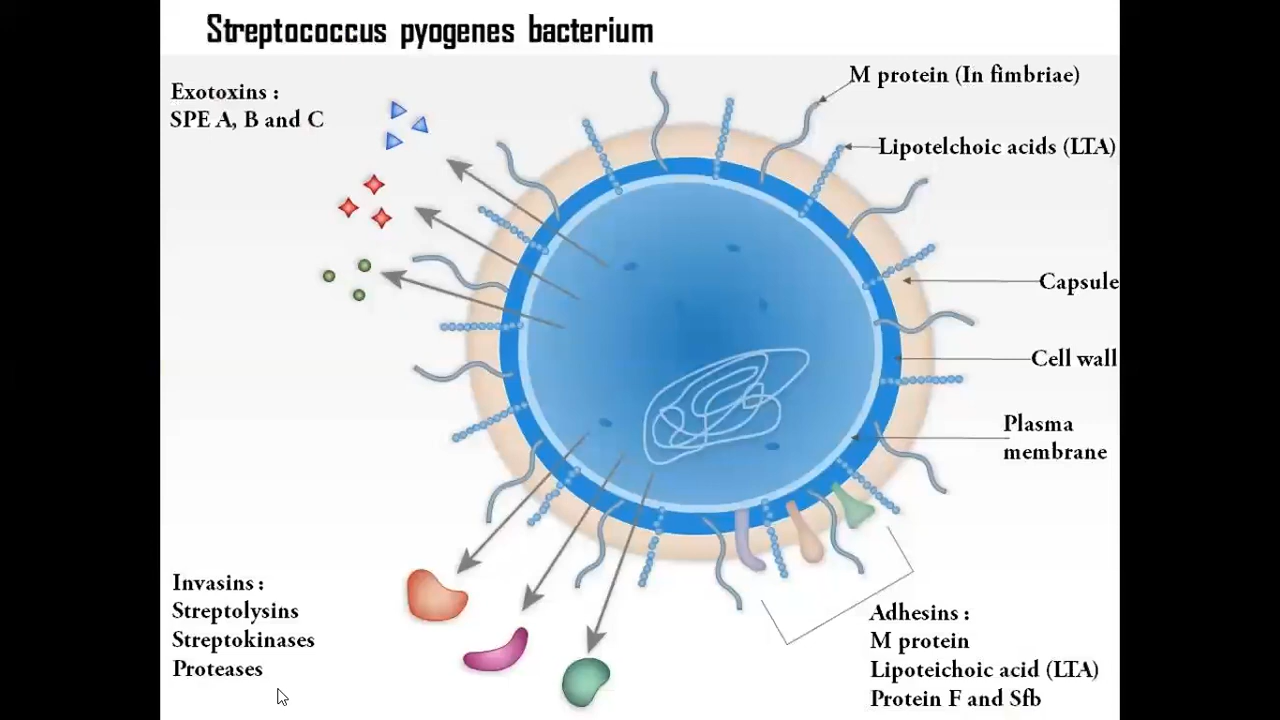 Streptococcus pyogenes bacterium
Exotoxins :
SPE A, B and C
M protein (In fimbriae)
Lipotelchoic acids (LTA)
Capsule
Cell wall
Plasma
membrane
Invasins :
Streptolysins
Streptokinases
Proteases
Adhesins :
M protein
Lipoteichoic acid (LTA)
Protein F and Sfb